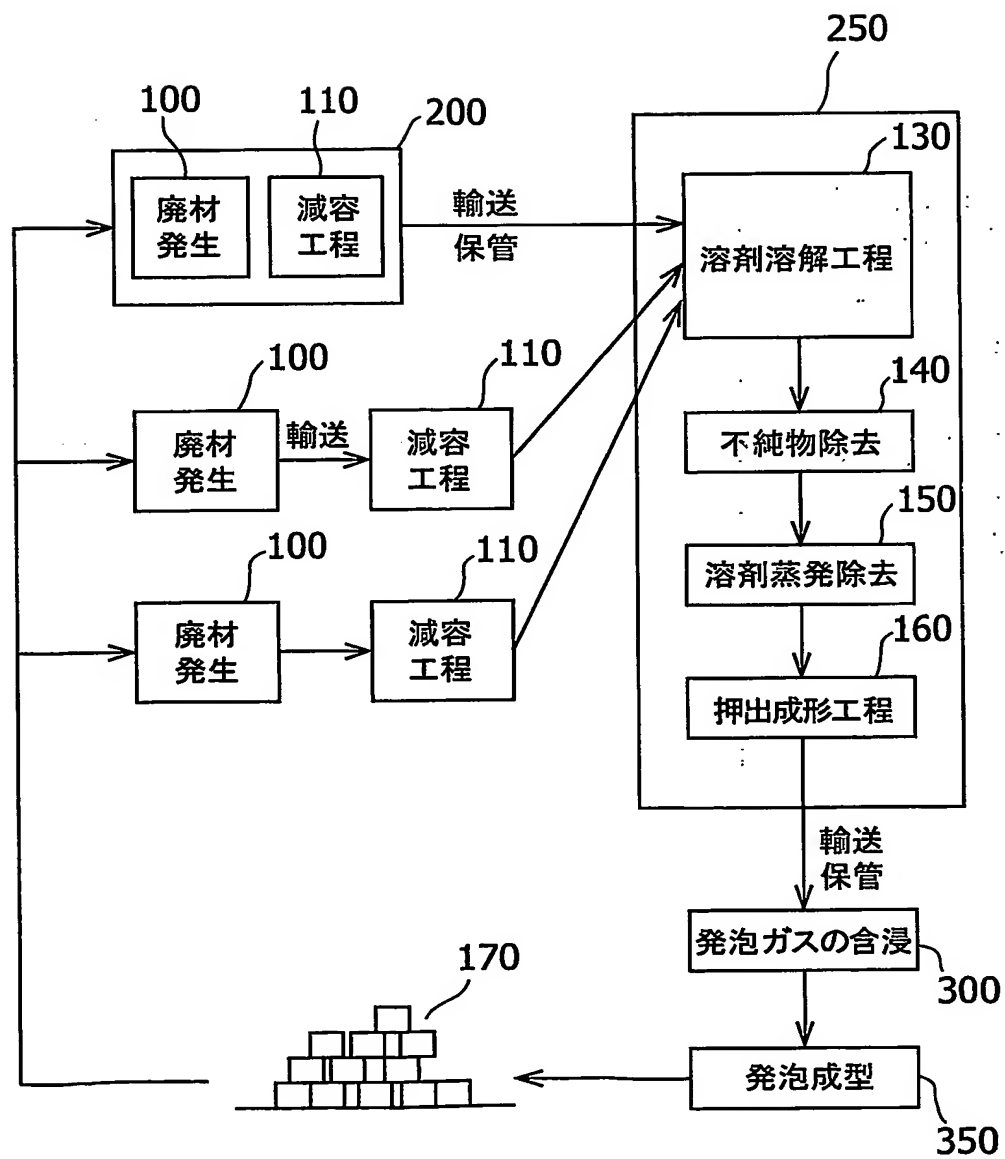 250
100
110
200
130
廃材
発生
減容
工程
輸送
保管
溶剤溶解工程
100
110
140
廃材
発生
輸送
減容
工程
不純物除去
150
100
110
溶剤蒸発除去
廃材
発生
減容
工程
160
押出成形工程
輸送
保管
170
発泡ガスの含浸
300
発泡成型
350